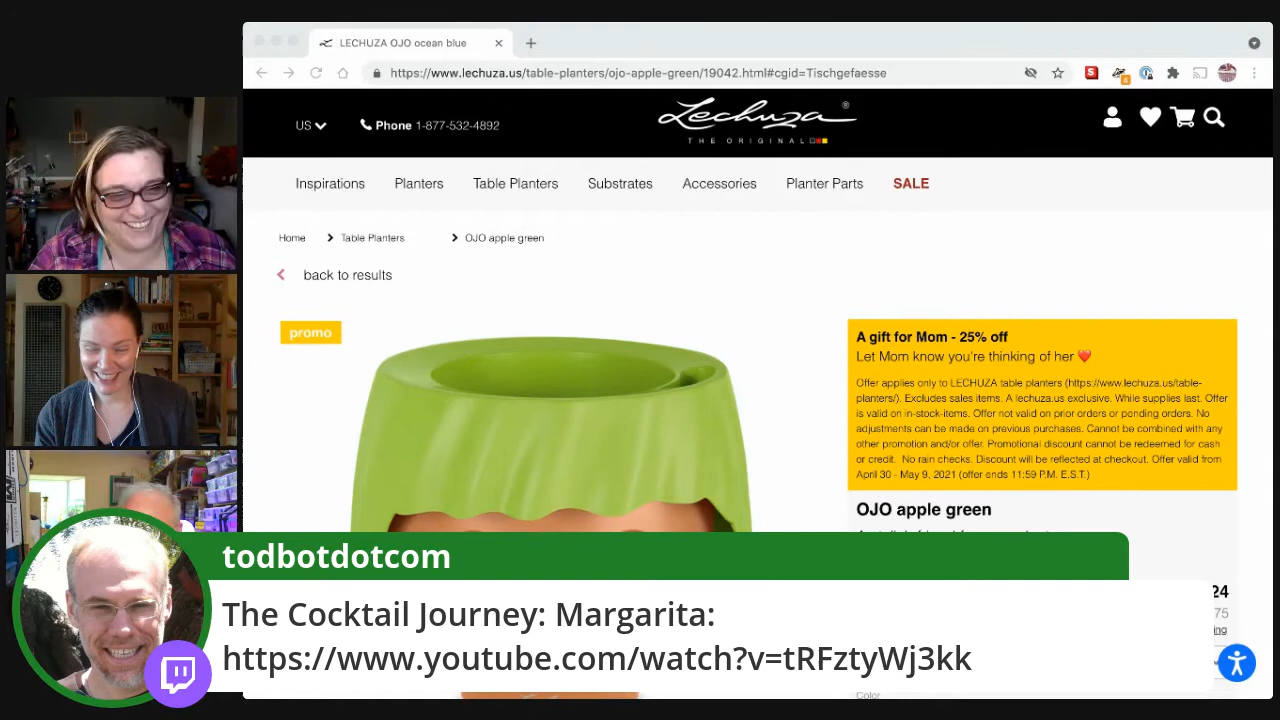 LECHUZA OJO ocean blue
https://www.lechuza.us/table-planters/ojo-apple-green/19042.html#cgid=Tischgefaesse
US
Phone 1-877-532-4892
Lechuza ®
THE ORIGINAL
Inspirations Planters Table Planters Substrates Accessories Planter Parts SALE
Home Table Planters OJO apple green
back to results
promo
A gift for Mom - 25% off
Let Mom know you're thinking of her ❤️
Offer applies only to LECHUZA table planters (https://www.lechuza.us/table-
planters/). Excludes sales items. A lechuza.us exclusive. While supplies last. Offer
is valid on in-stock-items. Offer not valid on prior orders or pending orders. No
adjustments can be made on previous purchases. Cannot be combined with any
other promotion and/or offer. Promotional discount cannot be redeemed for cash
or credit. No rain checks. Discount will be reflected at checkout. Offer valid from
April 30 - May 9, 2021 (offer ends 11:59 P.M. E.S.T.)
OJO apple green
24
75
ing
Color
todbotdotcom
The Cocktail Journey: Margarita:
https://www.youtube.com/watch?v=tRFztyWj3kk